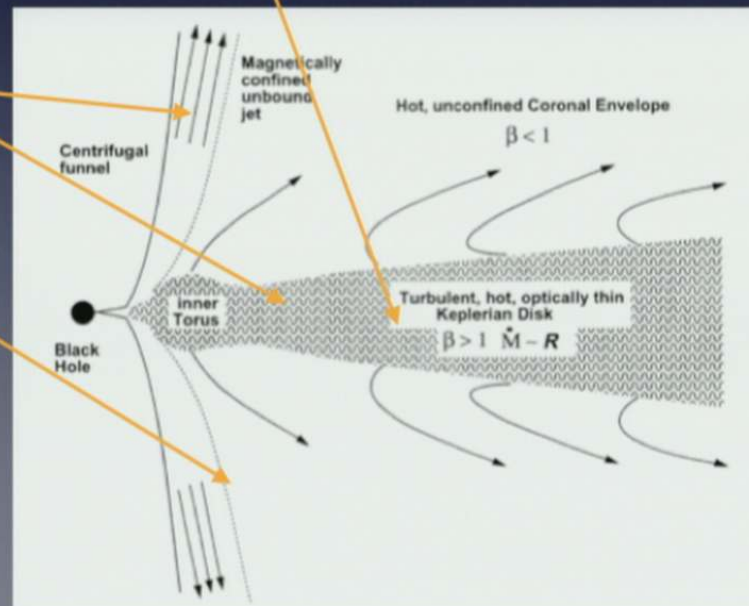 Magnetically
confined
unbound
jet
Hot, unconfined Coronal Envelope
β < 1
Centrifugal
funnel
inner
Torus
Turbulent, hot, optically thin
Keplerian Disk
β > 1 Ṁ ~ R
Black
Hole